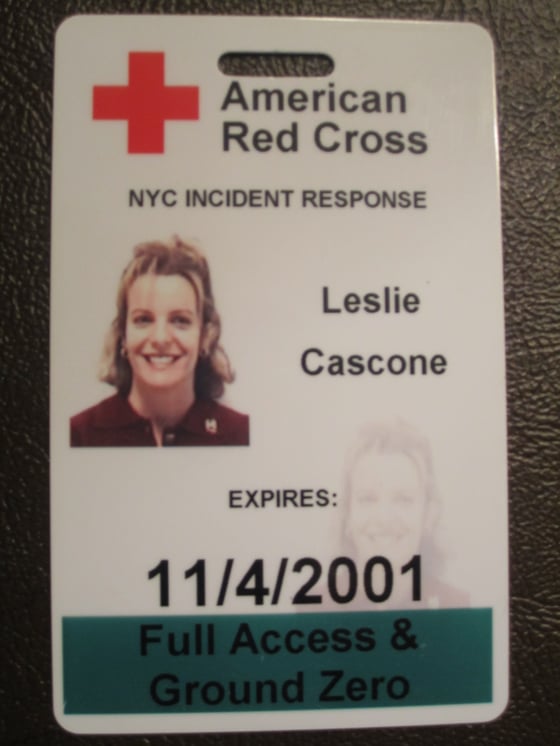 American
Red Cross
NYC INCIDENT RESPONSE
Leslie
Cascone
EXPIRES:
11/4/2001
Full Access &
Ground Zero